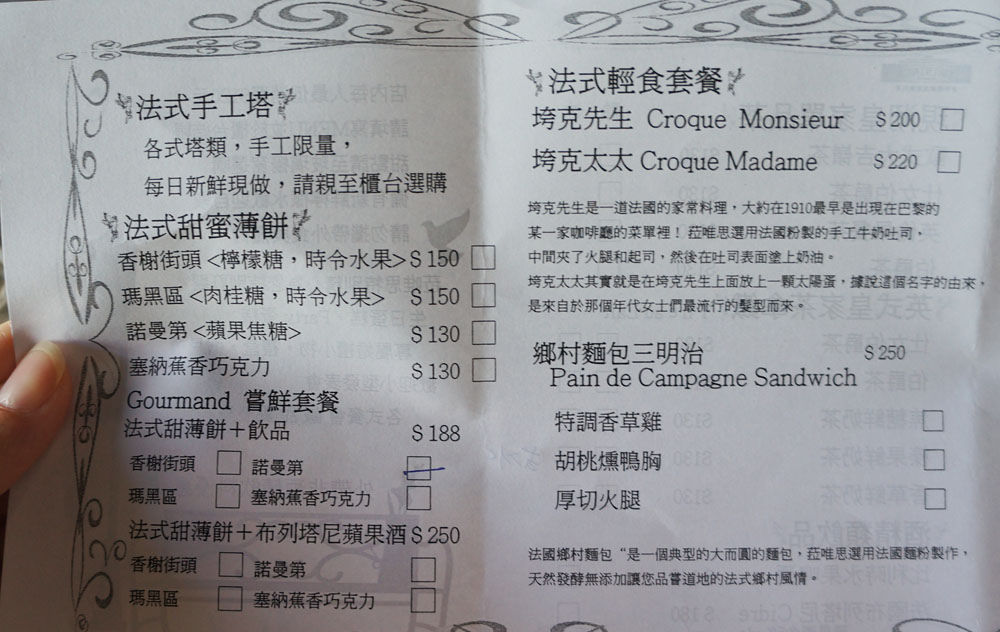 法式手工塔
各式塔類，手工限量，
每日新鮮現做，請親至櫃台選購
法式甜蜜薄餅
香榭街頭<檸檬糖，時令水果> $150
瑪黑區<肉桂糖，時令水果> $150
諾曼第<蘋果焦糖> $130
塞納蕉香巧克力 $130
Gourmand 嘗鮮套餐
法式甜薄餅＋飲品 $188
香榭街頭 諾曼第
瑪黑區 塞納蕉香巧克力
法式甜薄餅＋布列塔尼蘋果酒 $250
香榭街頭 諾曼第
瑪黑區 塞納蕉香巧克力
法式輕食套餐
垮克先生 Croque Monsieur $200
垮克太太 Croque Madame $220
垮克先生是一道法國的家常料理，大約在1910最早是出現在巴黎的
某一家咖啡廳的菜單裡！菈唯思選用法國粉製的手工牛奶吐司，
中間夾了火腿和起司，然後在吐司表面塗上奶油。
垮克太太其實就是在垮克先生上面放上一顆太陽蛋，據說這個名字的由來，
是來自於那個年代女士們最流行的髮型而來。
鄉村麵包三明治 $250
Pain de Campagne Sandwich
特調香草雞
胡桃燻鴨胸
厚切火腿
法國鄉村麵包“是一個典型的大而圓的麵包，菈唯思選用法國麵粉製作，
天然發酵無添加讓您品嘗道地的法式鄉村風情。